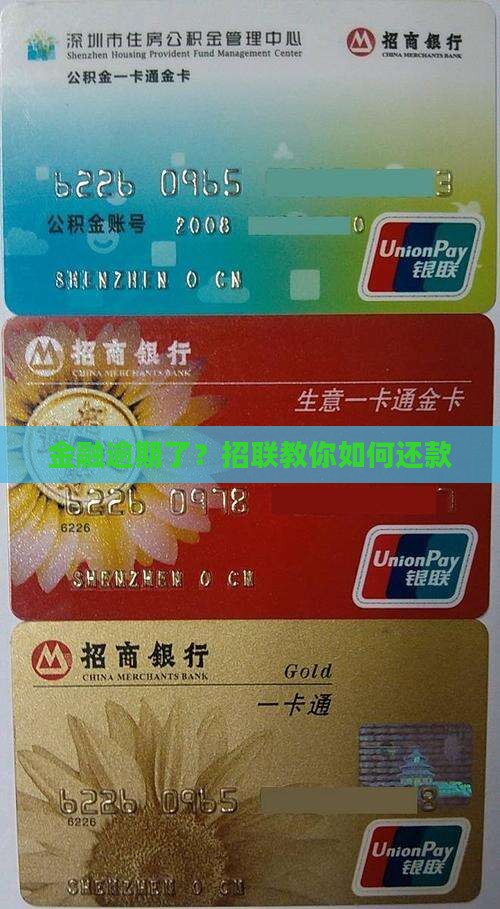 深圳市住房公积金管理中心
Shenzhen Housing Provident Fund Management Center
招商银行
CHINA MERCHANTS BANK
公积金一卡通金卡
6226 0965 3
公积金账号 2008 0
SHENZHEN O CN
UnionPay
银联
招商银行
CHINA MERCHANTS BANK
生意一卡通金卡
金融逾期了？招联教你如何还款
6226 0978 7
6226
SHENZHEN O CN
UnionPay
银联
招商銀行
CHINA MERCHANTS BANK
Gold
一卡通
6226 0965 8
6226
SHENZHEN O CN
UnionPay
银联